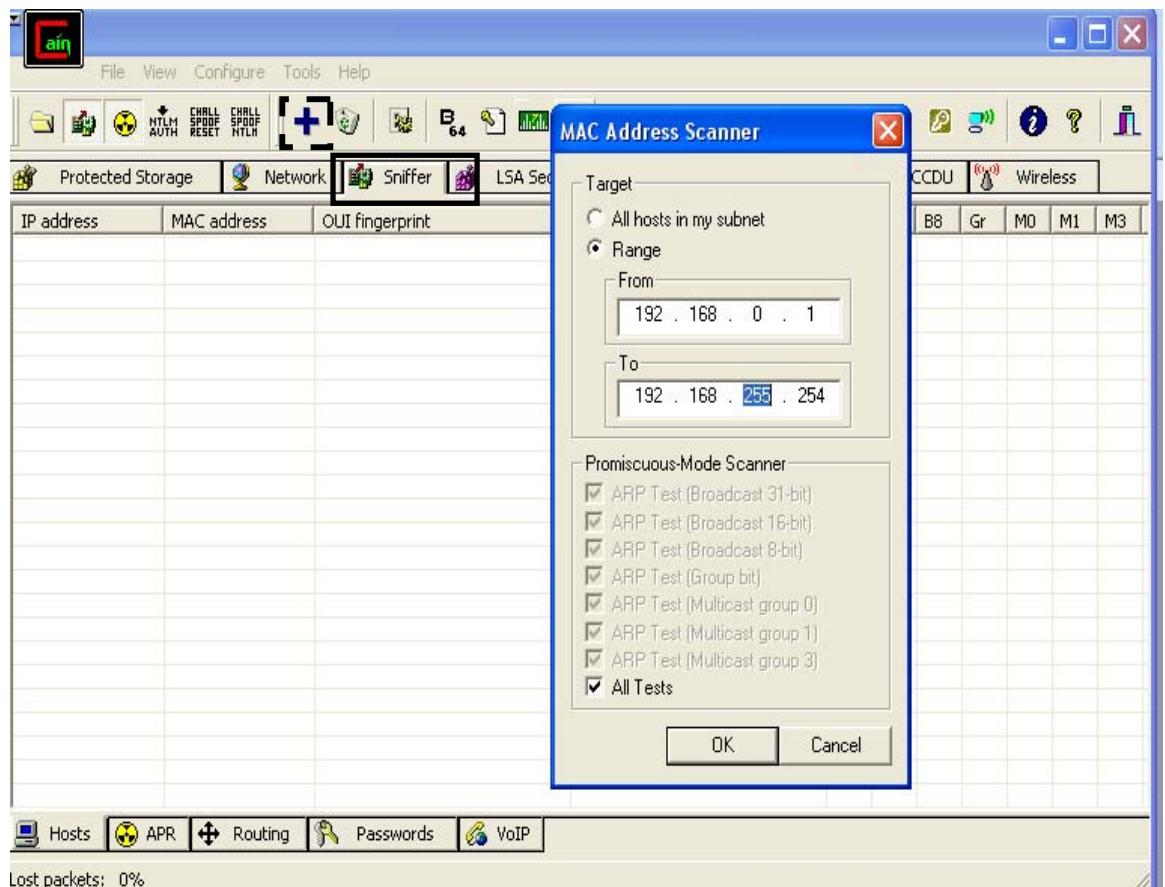 ain
File View Configure Tools Help
NTLM AUTH CHALL SPOOF RESET CHALL SPOOF NTLM + B64
Protected Storage Network Sniffer LSA Sec CCDU Wireless
IP address MAC address OUI fingerprint B8 Gr M0 M1 M3
MAC Address Scanner
Target
All hosts in my subnet
Range
From
192 . 168 . 0 . 1
To
192 . 168 . 255 . 254
Promiscuous-Mode Scanner
ARP Test (Broadcast 31-bit)
ARP Test (Broadcast 16-bit)
ARP Test (Broadcast 8-bit)
ARP Test (Group bit)
ARP Test (Multicast group 0)
ARP Test (Multicast group 1)
ARP Test (Multicast group 3)
All Tests
OK Cancel
Hosts APR Routing Passwords VoIP
Lost packets: 0%